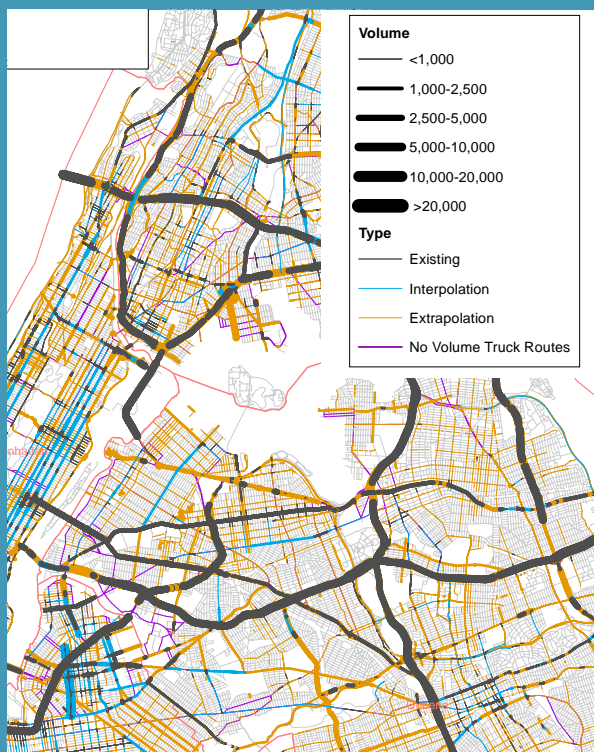 Volume
<1,000
1,000-2,500
2,500-5,000
5,000-10,000
10,000-20,000
>20,000
Type
Existing
Interpolation
Extrapolation
No Volume Truck Routes